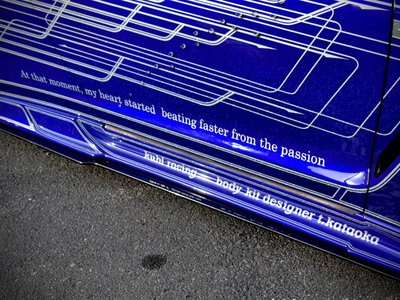 At that moment, my heart started beating faster from the passion
kuhl racing body kit designer t.kataoka